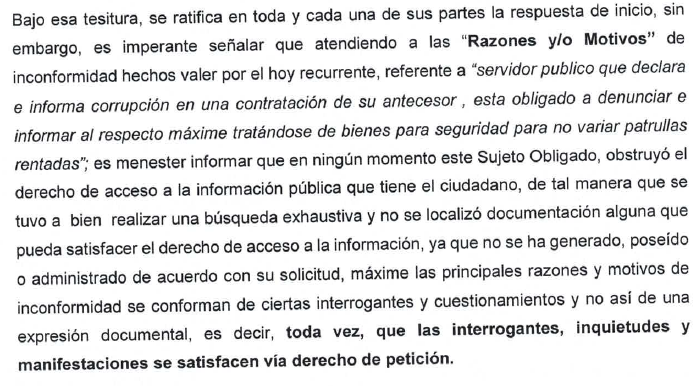 Bajo esa tesitura, se ratifica en toda y cada una de sus partes la respuesta de inicio, sin
embargo, es imperante señalar que atendiendo a las “Razones y/o Motivos” de
inconformidad hechos valer por el hoy recurrente, referente a “servidor publico que declara
e informa corrupción en una contratación de su antecesor , esta obligado a denunciar e
informar al respecto máxime tratándose de bienes para seguridad para no variar patrullas
rentadas”; es menester informar que en ningún momento este Sujeto Obligado, obstruyó el
derecho de acceso a la información pública que tiene el ciudadano, de tal manera que se
tuvo a bien realizar una búsqueda exhaustiva y no se localizó documentación alguna que
pueda satisfacer el derecho de acceso a la información, ya que no se ha generado, poseído
o administrado de acuerdo con su solicitud, máxime las principales razones y motivos de
inconformidad se conforman de ciertas interrogantes y cuestionamientos y no así de una
expresión documental, es decir, toda vez, que las interrogantes, inquietudes y
manifestaciones se satisfacen vía derecho de petición.